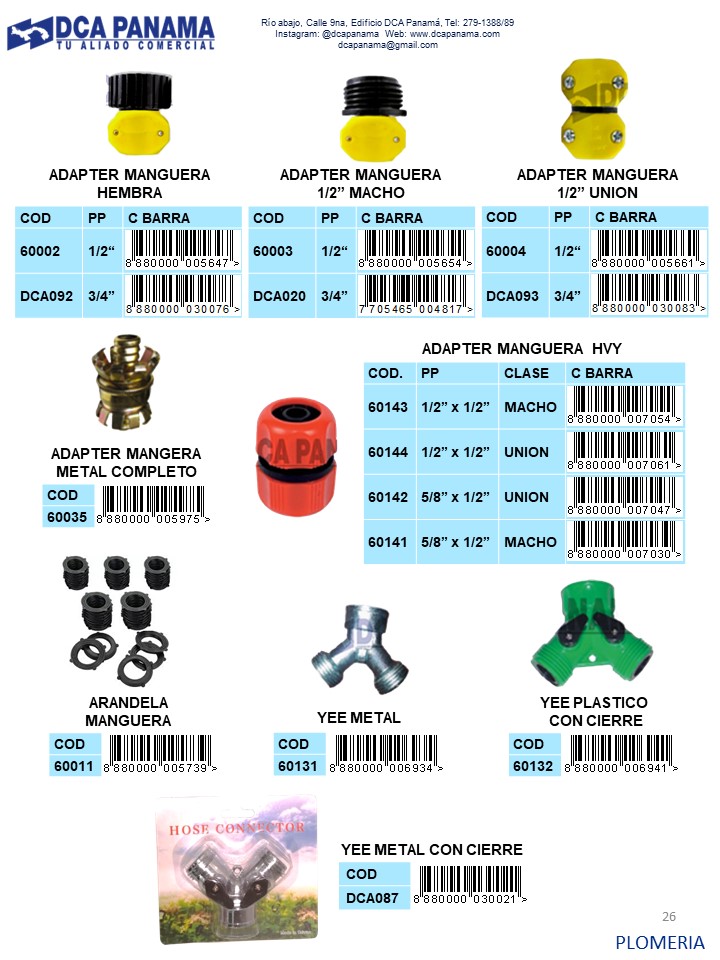 DCA PANAMA
TU ALIADO COMERCIAL
Río abajo, Calle 9na, Edificio DCA Panamá, Tel: 279-1388/89
Instagram: @dcapanama Web: www.dcapanama.com
dcapanama@gmail.com
ADAPTER MANGUERA
HEMBRA
COD PP C BARRA
60002 1/2“ 8 880000 005647 >
DCA092 3/4” 8 880000 030076 >
ADAPTER MANGUERA
1/2” MACHO
COD PP C BARRA
60003 1/2“ 8 880000 005654 >
DCA020 3/4” 7 705465 004817 >
ADAPTER MANGUERA
1/2” UNION
COD PP C BARRA
60004 1/2“ 8 880000 005661 >
DCA093 3/4” 8 880000 030083 >
ADAPTER MANGERA
METAL COMPLETO
COD
60035 8 880000 005975 >
CA PAN
ADAPTER MANGUERA HVY
COD. PP CLASE C BARRA
60143 1/2” x 1/2” MACHO 8 880000 007054 >
60144 1/2” x 1/2” UNION 8 880000 007061 >
60142 5/8” x 1/2” UNION 8 880000 007047 >
60141 5/8” x 1/2” MACHO 8 880000 007030 >
ARANDELA
MANGUERA
COD
60011 8 880000 005739 >
YEE METAL
COD
60131 8 880000 006934 >
YEE PLASTICO
CON CIERRE
COD
60132 8 880000 006941 >
HOSE CONNECTOR
YEE METAL CON CIERRE
COD
DCA087 8 880000 030021 >
26
PLOMERIA